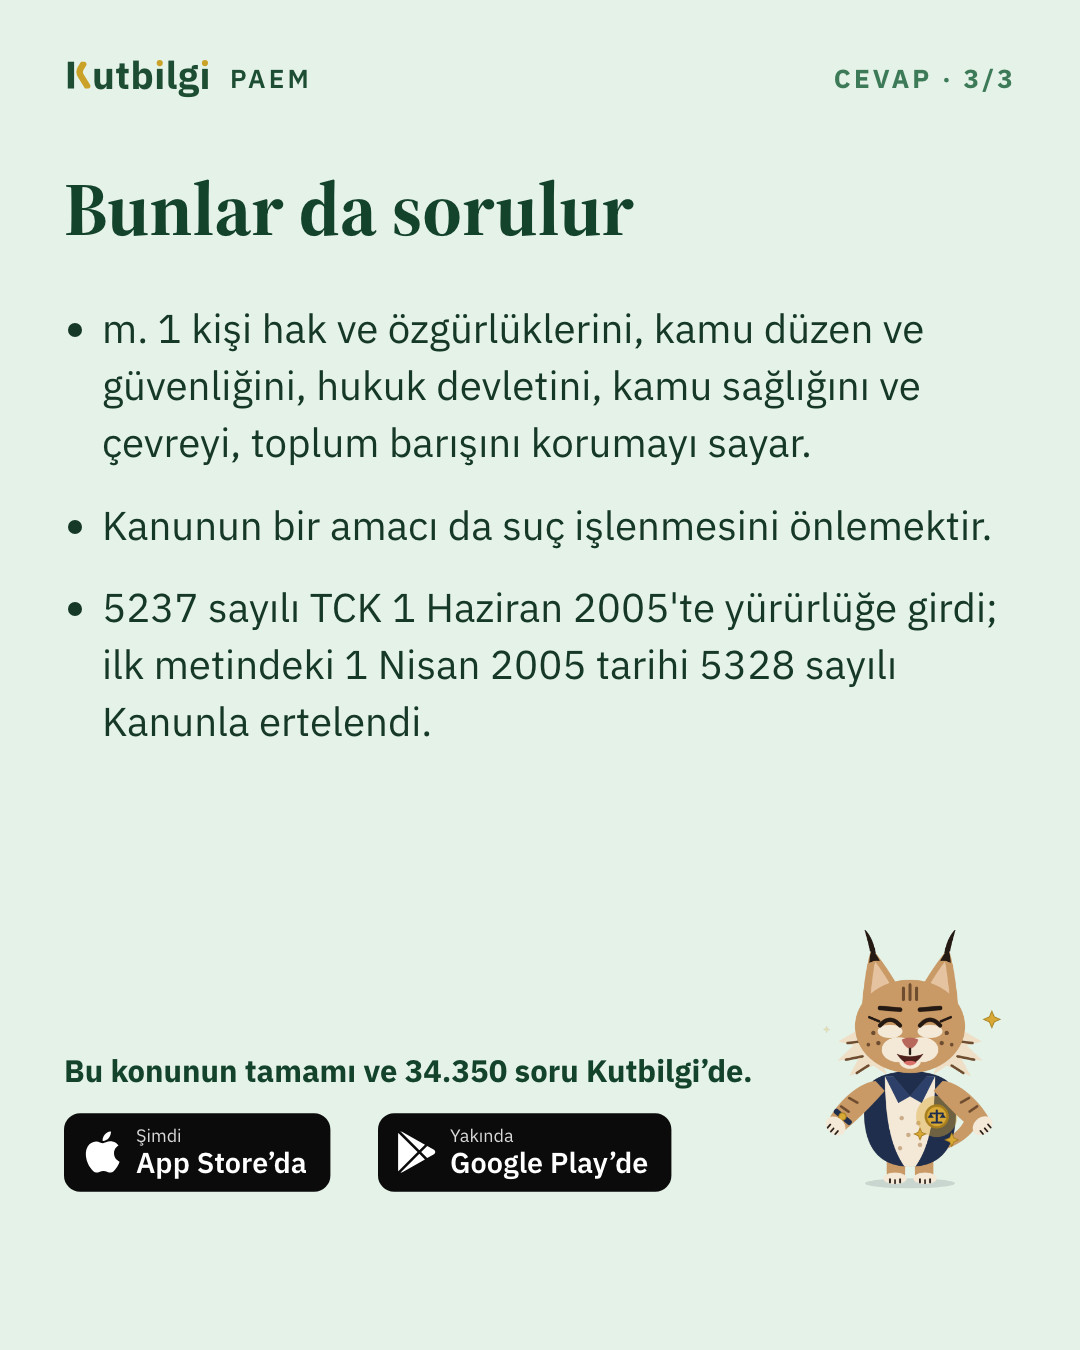 Kutbilgi PAEM
CEVAP · 3/3
Bunlar da sorulur
• m. 1 kişi hak ve özgürlüklerini, kamu düzen ve
güvenliğini, hukuk devletini, kamu sağlığını ve
çevreyi, toplum barışını korumayı sayar.
• Kanunun bir amacı da suç işlenmesini önlemektir.
• 5237 sayılı TCK 1 Haziran 2005'te yürürlüğe girdi;
ilk metindeki 1 Nisan 2005 tarihi 5328 sayılı
Kanunla ertelendi.
Bu konunun tamamı ve 34.350 soru Kutbilgi’de.
Şimdi
App Store’da
Yakında
Google Play’de